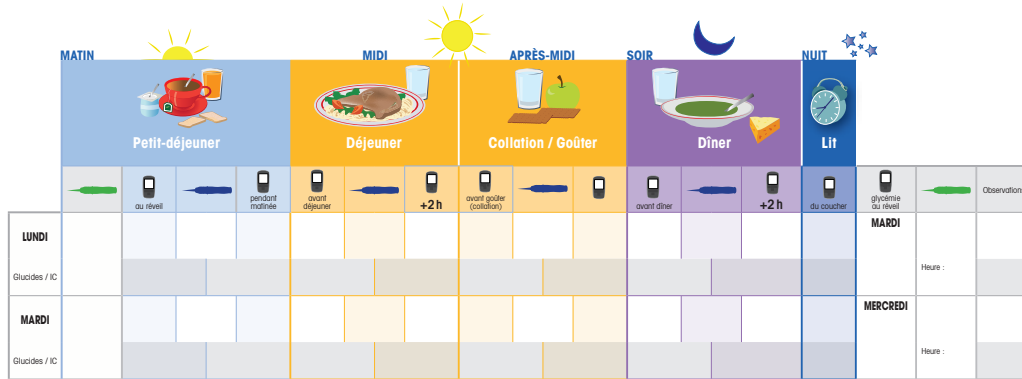 MATIN
MIDI
APRÈS-MIDI
SOIR
NUIT
Petit-déjeuner
Déjeuner
Collation / Goûter
Dîner
Lit
au réveil
pendant
matinée
avant
déjeuner
+2 h
avant goûter
(collation)
avant dîner
+2 h
du coucher
glycémie
au réveil
Observations
LUNDI
MARDI
Glucides / IC
Heure :
MARDI
MERCREDI
Glucides / IC
Heure :